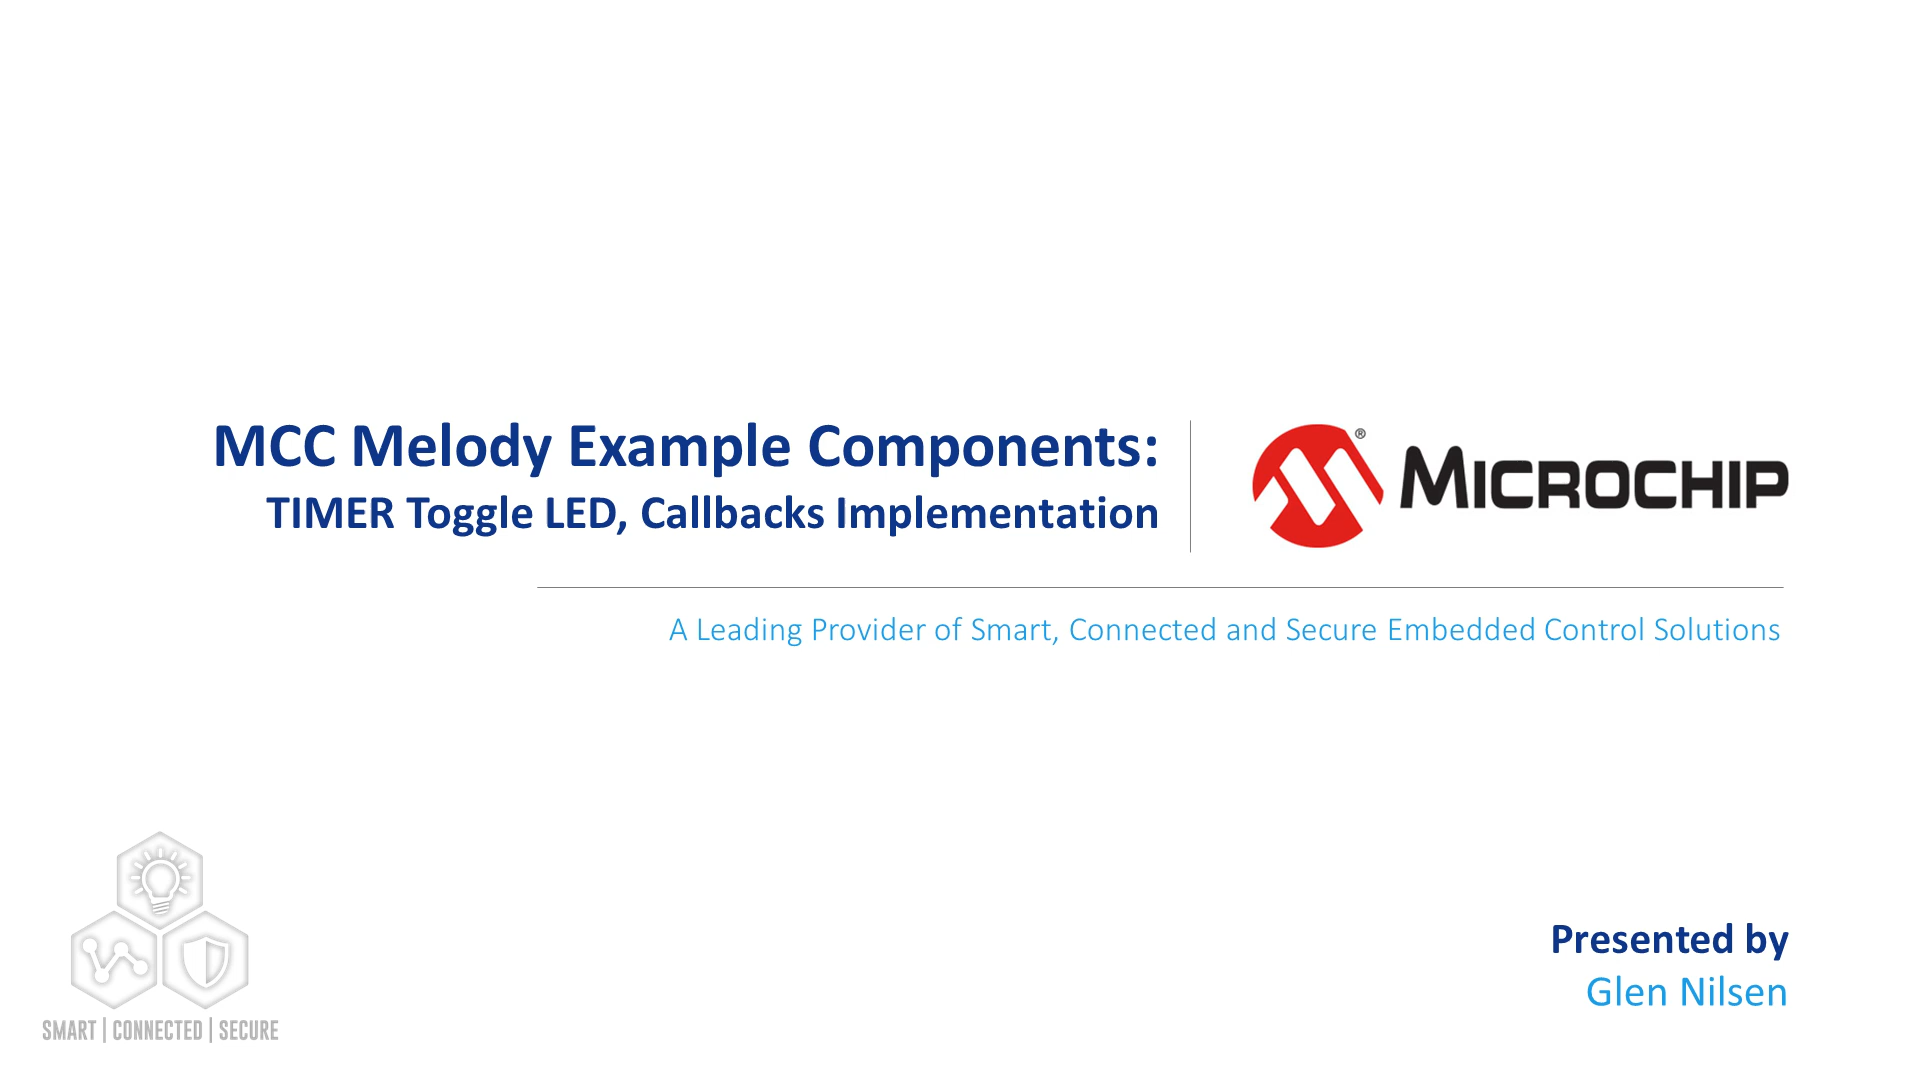 MCC Melody Example Components:
TIMER Toggle LED, Callbacks Implementation
MICROCHIP®
A Leading Provider of Smart, Connected and Secure Embedded Control Solutions
SMART | CONNECTED | SECURE
Presented by
Glen Nilsen